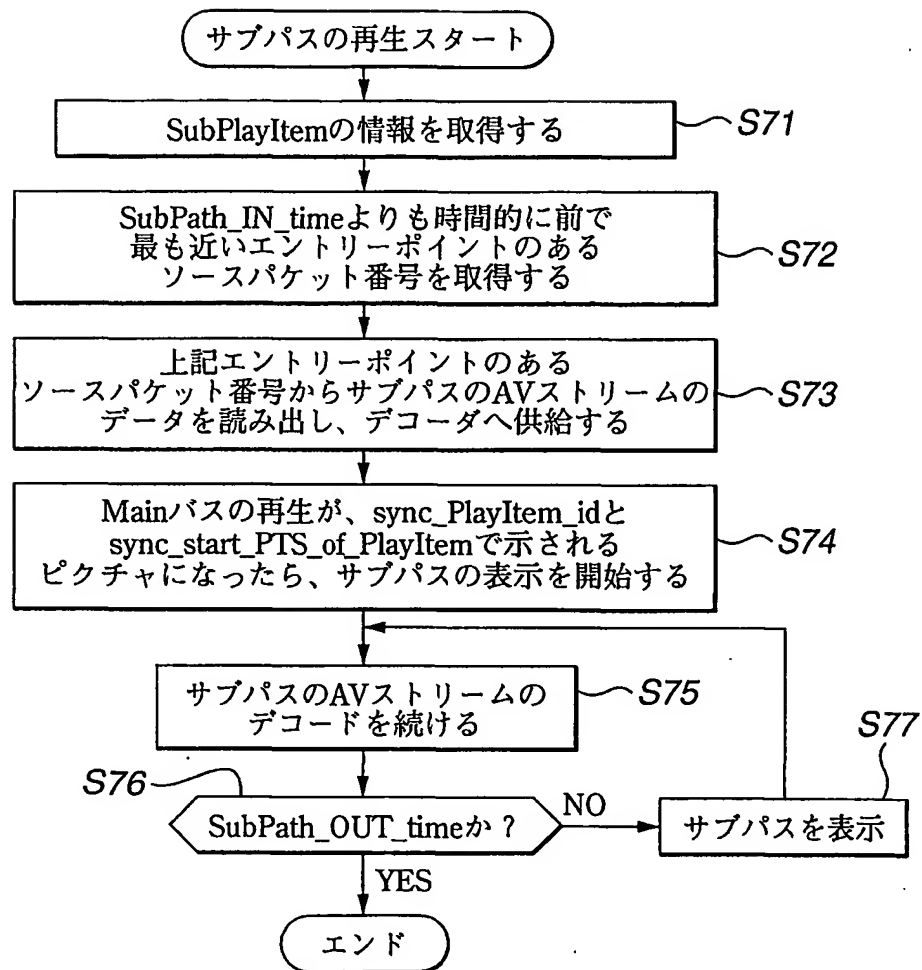 サブパスの再生スタート
SubPlayItemの情報を取得する
S71
SubPath_IN_timeよりも時間的に前で
最も近いエントリーポイントのある
ソースパケット番号を取得する
S72
上記エントリーポイントのある
ソースパケット番号からサブパスのAVストリームの
データを読み出し、デコーダへ供給する
S73
Mainパスの再生が、sync_PlayItem_idと
sync_start_PTS_of_PlayItemで示される
ピクチャになったら、サブパスの表示を開始する
S74
サブパスのAVストリームの
デコードを続ける
S75
S76
SubPath_OUT_timeか？
NO
S77
サブパスを表示
YES
エンド